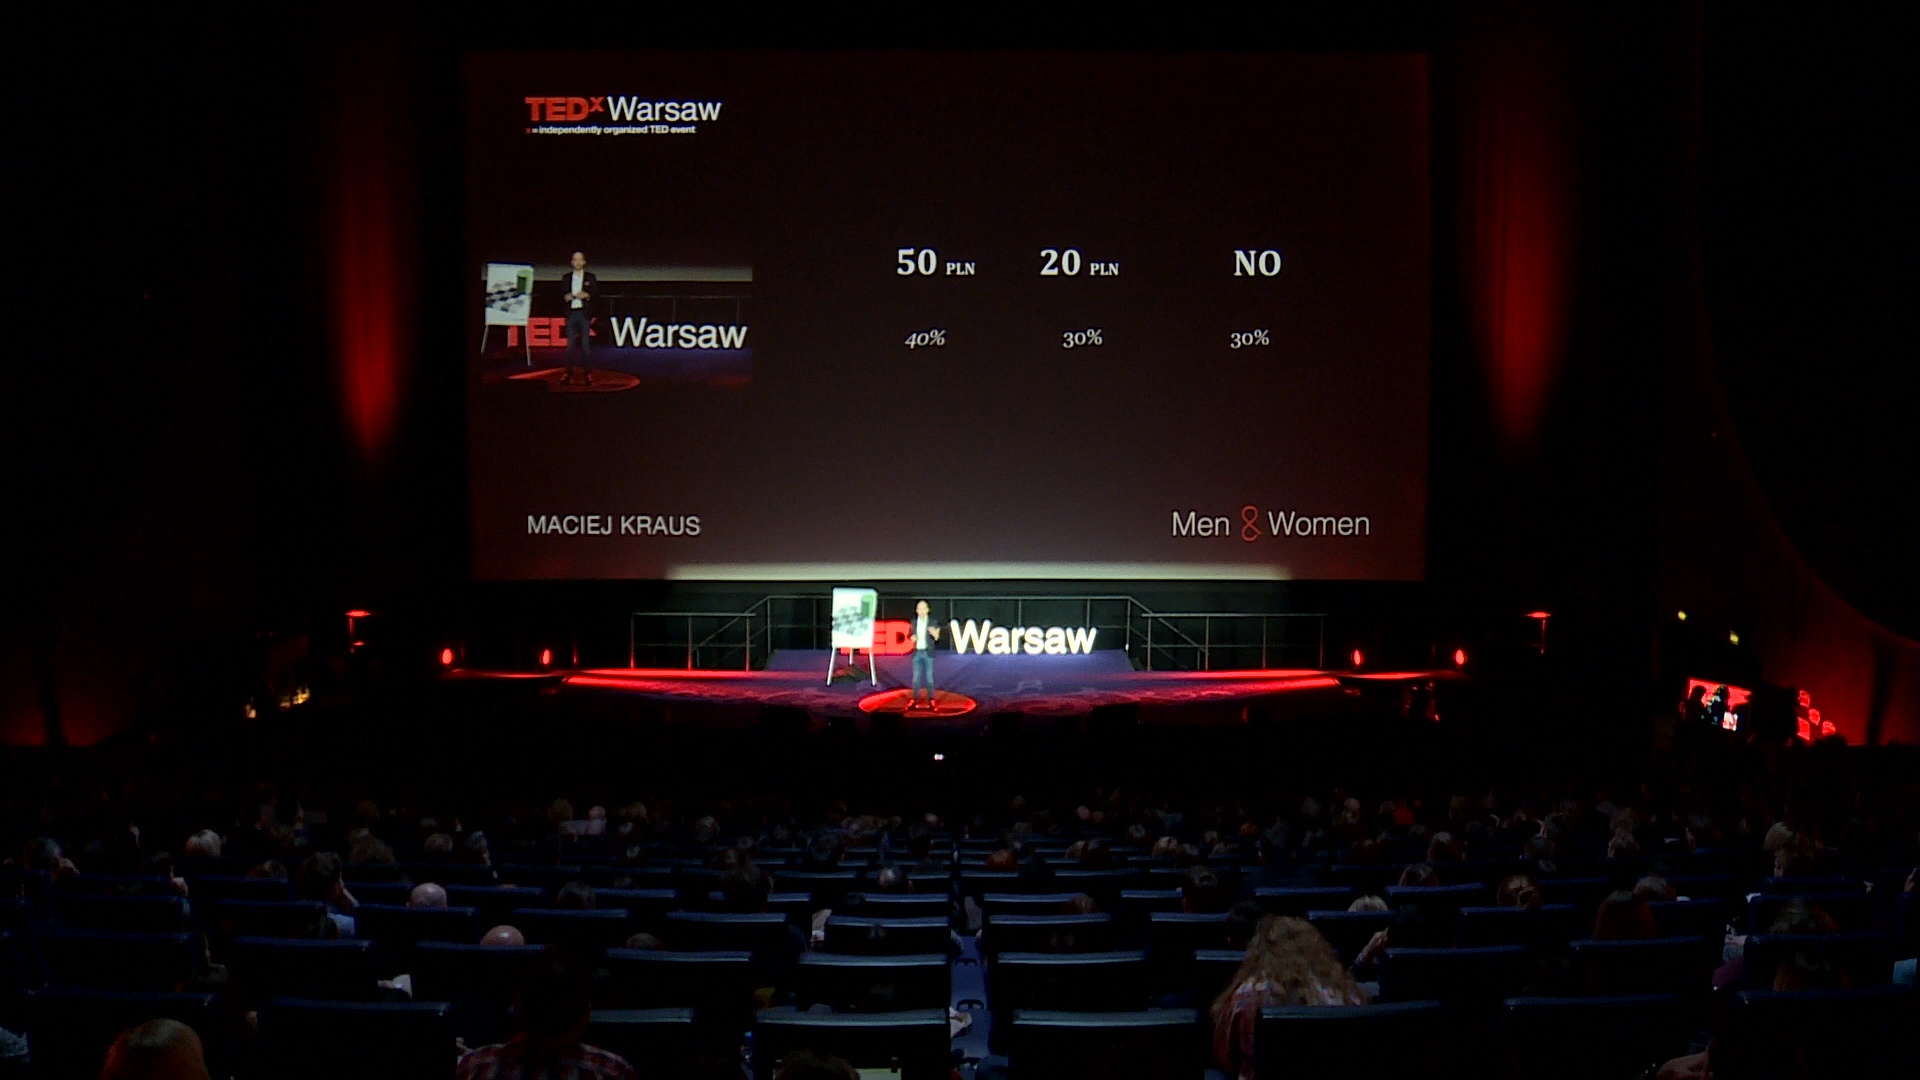 TEDx Warsaw
x = independently organized TED event
50 PLN 20 PLN NO
40% 30% 30%
TEDx Warsaw
MACIEJ KRAUS
Men & Women
TED Warsaw